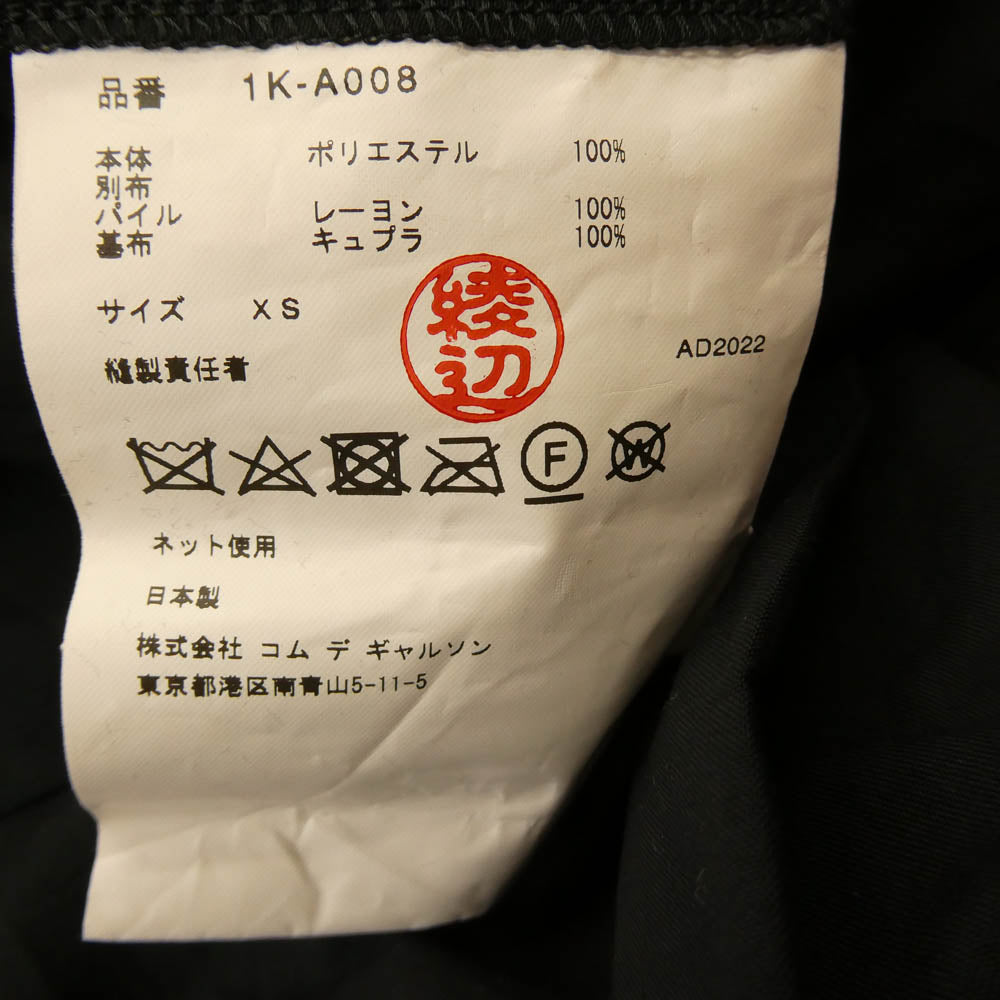 品番 1K-A008
本体 ポリエステル 100%
別布
パイル レーヨン 100%
基布 キュプラ 100%
サイズ XS
綾辺
縫製責任者
AD2022
F W
ネット使用
日本製
株式会社 コム デ ギャルソン
東京都港区南青山5-11-5